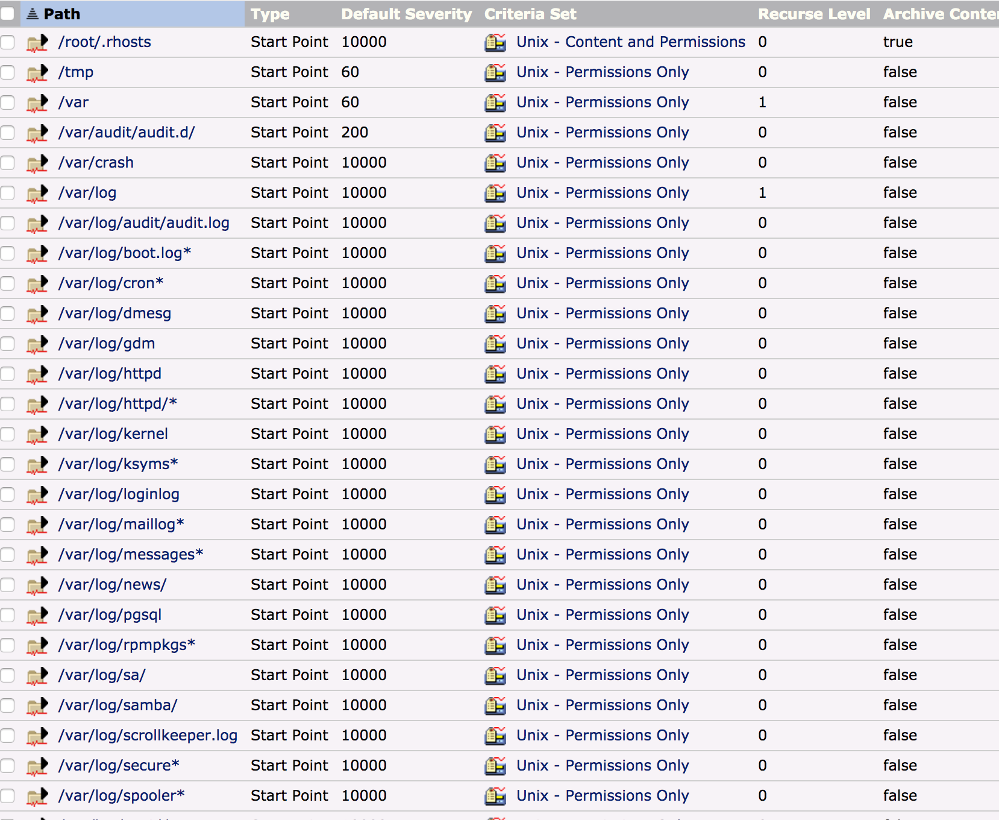 Path Type Default Severity Criteria Set Recurse Level Archive Conte
/root/.rhosts Start Point 10000 Unix - Content and Permissions 0 true
/tmp Start Point 60 Unix - Permissions Only 0 false
/var Start Point 60 Unix - Permissions Only 1 false
/var/audit/audit.d/ Start Point 200 Unix - Permissions Only 0 false
/var/crash Start Point 10000 Unix - Permissions Only 0 false
/var/log Start Point 10000 Unix - Permissions Only 1 false
/var/log/audit/audit.log Start Point 10000 Unix - Permissions Only 0 false
/var/log/boot.log* Start Point 10000 Unix - Permissions Only 0 false
/var/log/cron* Start Point 10000 Unix - Permissions Only 0 false
/var/log/dmesg Start Point 10000 Unix - Permissions Only 0 false
/var/log/gdm Start Point 10000 Unix - Permissions Only 0 false
/var/log/httpd Start Point 10000 Unix - Permissions Only 0 false
/var/log/httpd/* Start Point 10000 Unix - Permissions Only 0 false
/var/log/kernel Start Point 10000 Unix - Permissions Only 0 false
/var/log/ksyms* Start Point 10000 Unix - Permissions Only 0 false
/var/log/loginlog Start Point 10000 Unix - Permissions Only 0 false
/var/log/maillog* Start Point 10000 Unix - Permissions Only 0 false
/var/log/messages* Start Point 10000 Unix - Permissions Only 0 false
/var/log/news/ Start Point 10000 Unix - Permissions Only 0 false
/var/log/pgsql Start Point 10000 Unix - Permissions Only 0 false
/var/log/rpmpkgs* Start Point 10000 Unix - Permissions Only 0 false
/var/log/sa/ Start Point 10000 Unix - Permissions Only 0 false
/var/log/samba/ Start Point 10000 Unix - Permissions Only 0 false
/var/log/scrollkeeper.log Start Point 10000 Unix - Permissions Only 0 false
/var/log/secure* Start Point 10000 Unix - Permissions Only 0 false
/var/log/spooler* Start Point 10000 Unix - Permissions Only 0 false